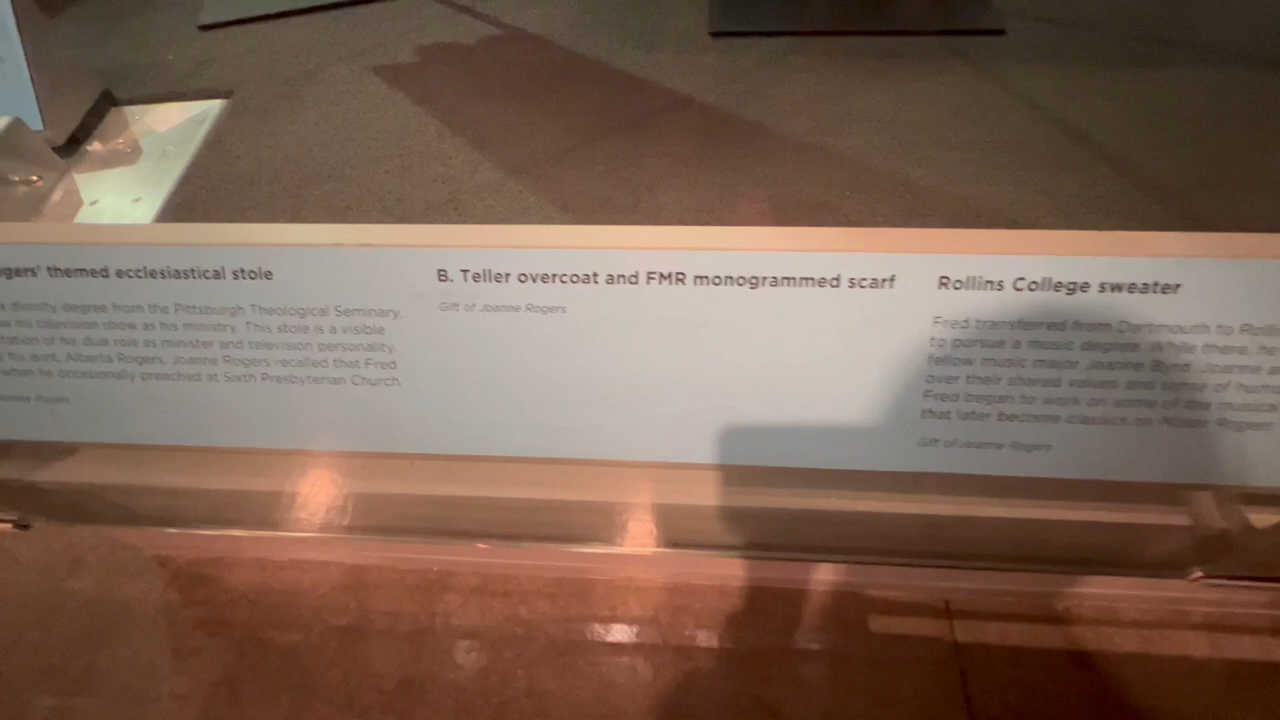 gers' themed ecclesiastical stole
divinity degree from the Pittsburgh Theological Seminary.
his television show as his ministry. This stole is a visible
of his dual role as minister and television personality.
his aunt, Alberta Rogers. Joanne Rogers recalled that Fred
when he occasionally preached at Sixth Presbyterian Church.
Rogers
B. Teller overcoat and FMR monogrammed scarf
Gift of Joanne Rogers
Rollins College sweater
Fred transferred from Dartmouth to Rolli
to pursue a music degree. While there, he
fellow music major Joanne Byrd. Joanne a
over their shared values and sense of humo
Fred began to work on some of the musica
that later became classics on Mister Rogers'
Gift of Joanne Rogers